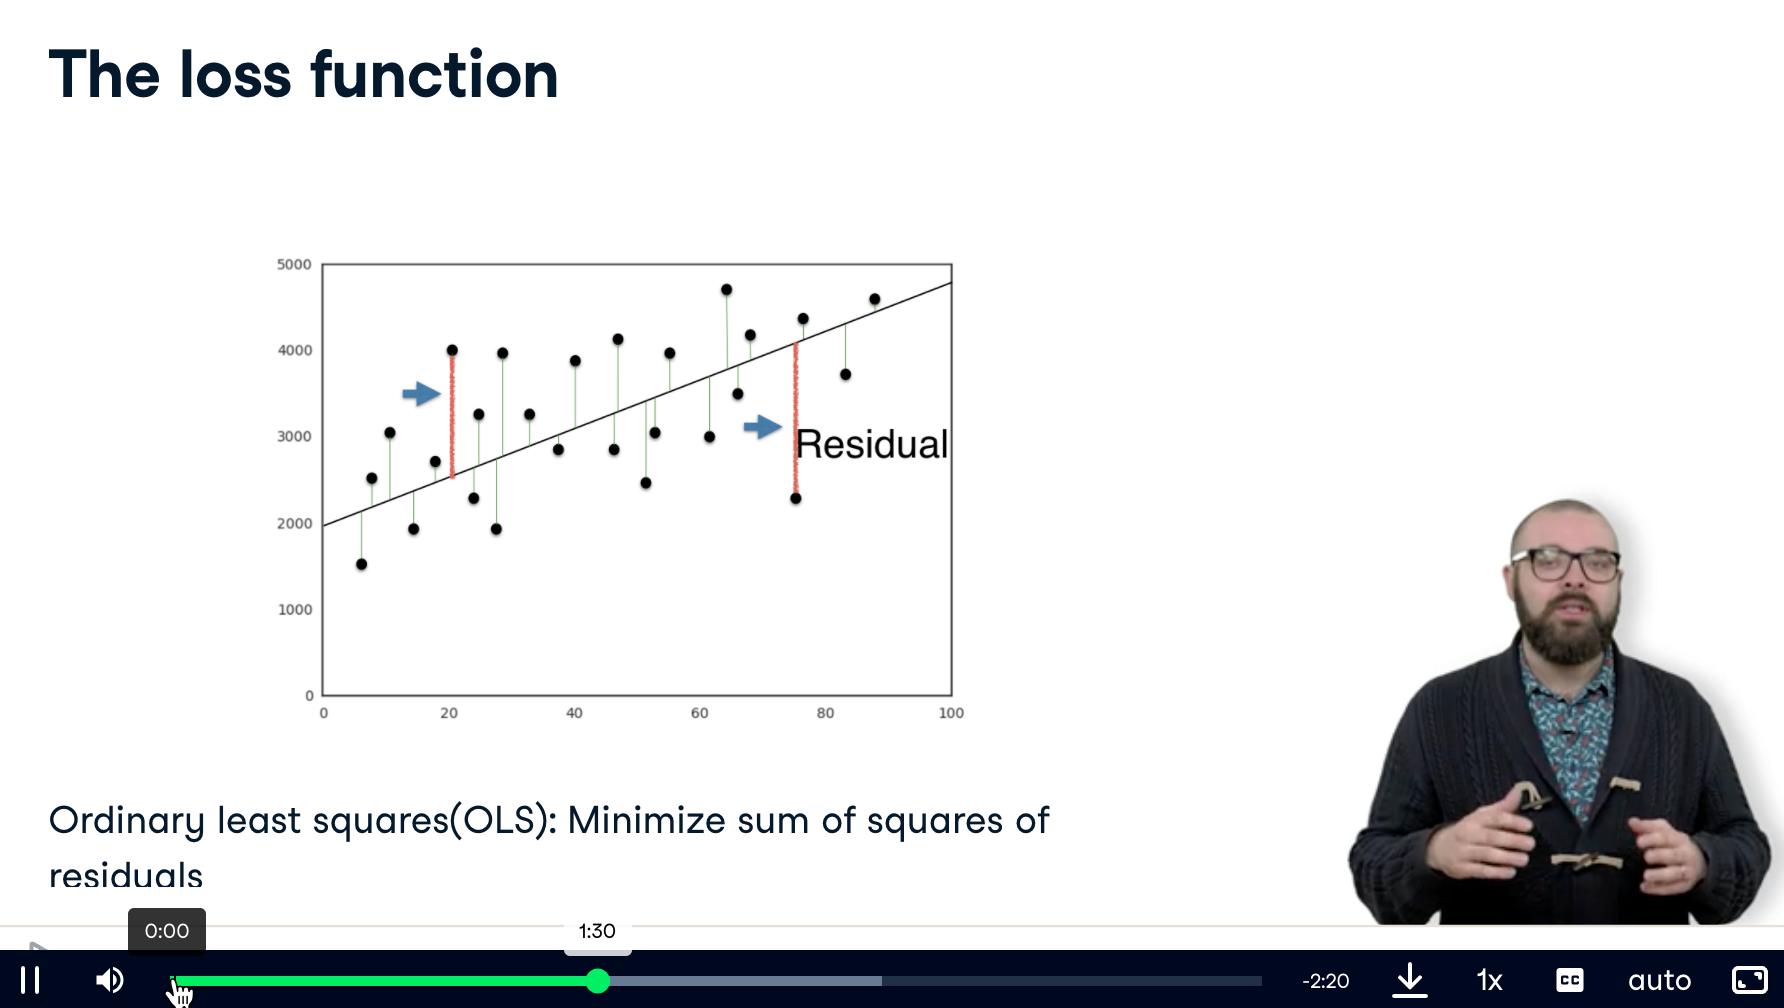 The loss function
5000
4000
3000
2000
1000
0
Residual
0 20 40 60 80 100
Ordinary least squares(OLS): Minimize sum of squares of
residuals
0:00
1:30
-2:20
1x
CC
auto